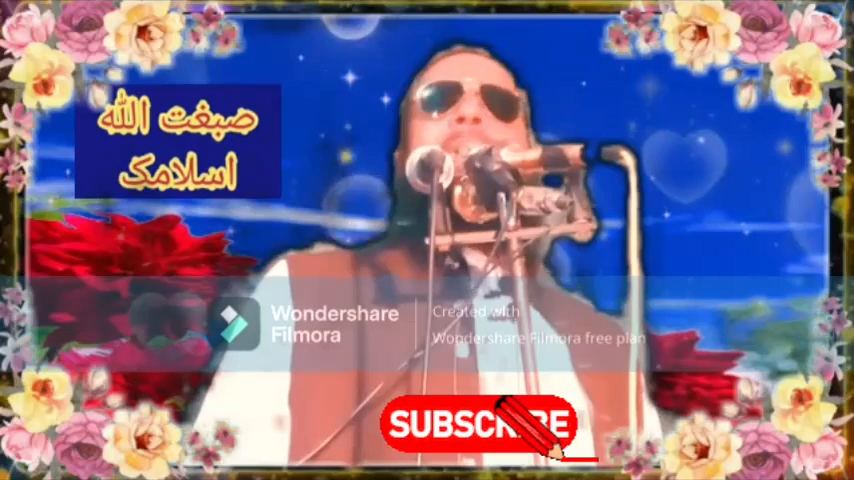 صبغت الله
اسلامک
Wondershare
Filmora
Created with
Wondershare Filmora free plan
SUBSCRIBE